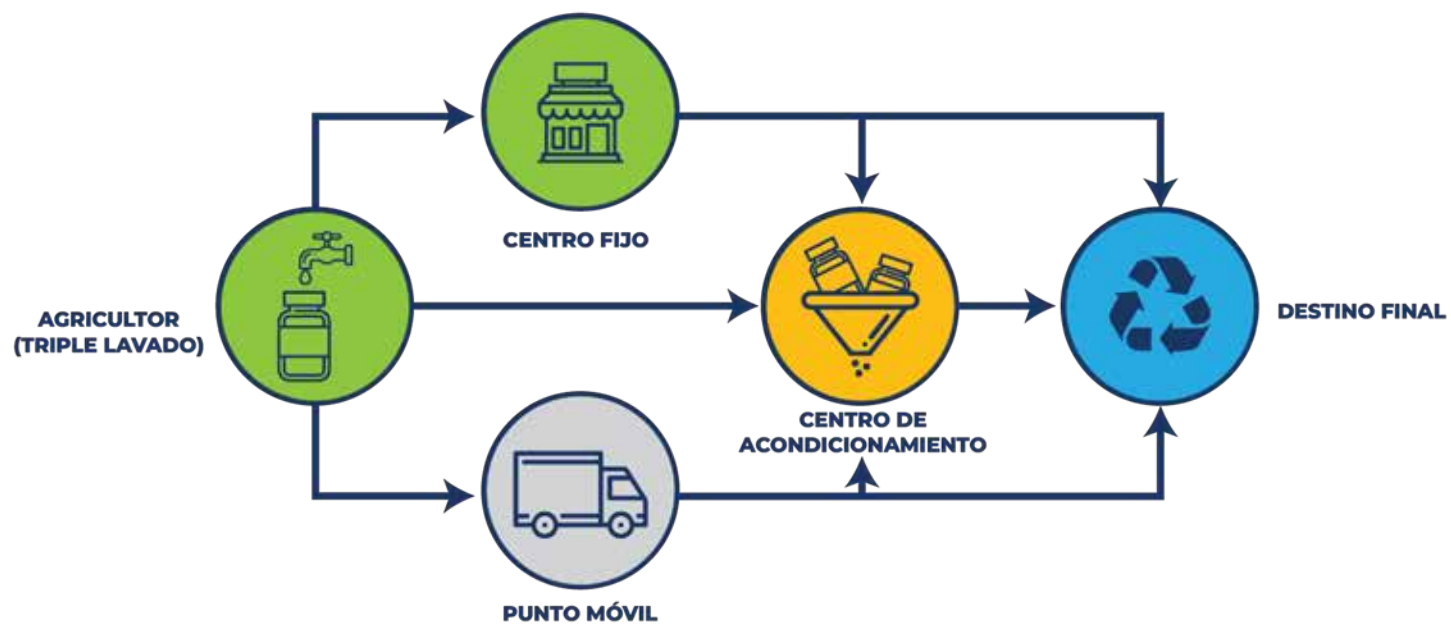 CENTRO FIJO
AGRICULTOR
(TRIPLE LAVADO)
DESTINO FINAL
CENTRO DE
ACONDICIONAMIENTO
PUNTO MÓVIL